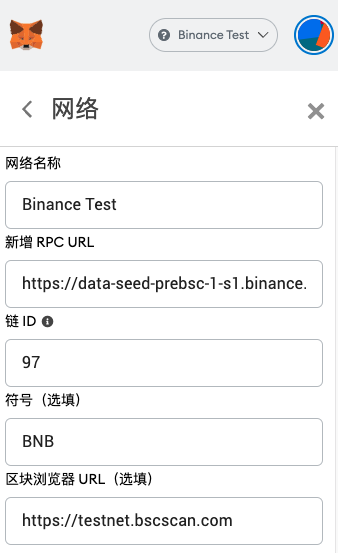 Binance Test
网络
网络名称
Binance Test
新增 RPC URL
https://data-seed-prebsc-1-s1.binance.
链 ID
97
符号（选填）
BNB
区块浏览器 URL（选填）
https://testnet.bscscan.com